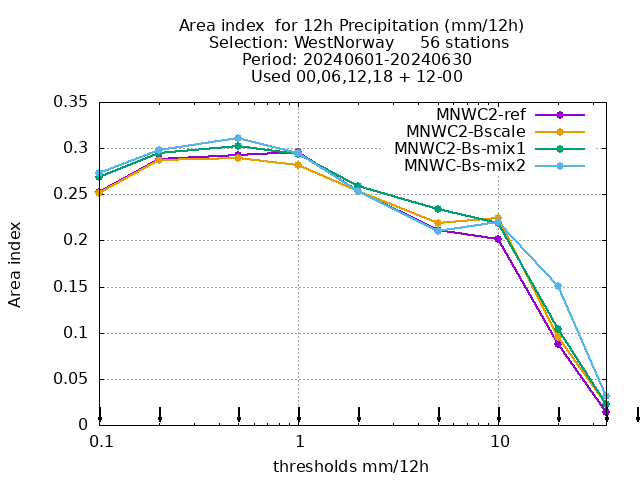 Area index  for 12h Precipitation (mm/12h)
Selection: WestNorway     56 stations
Period: 20240601-20240630
Used 00,06,12,18 + 12-00
MNWC2-ref
MNWC2-Bscale
MNWC2-Bs-mix1
MNWC-Bs-mix2
0.35
0.3
0.25
0.2
0.15
0.1
0.05
0
Area index
0.1 1 10
thresholds mm/12h